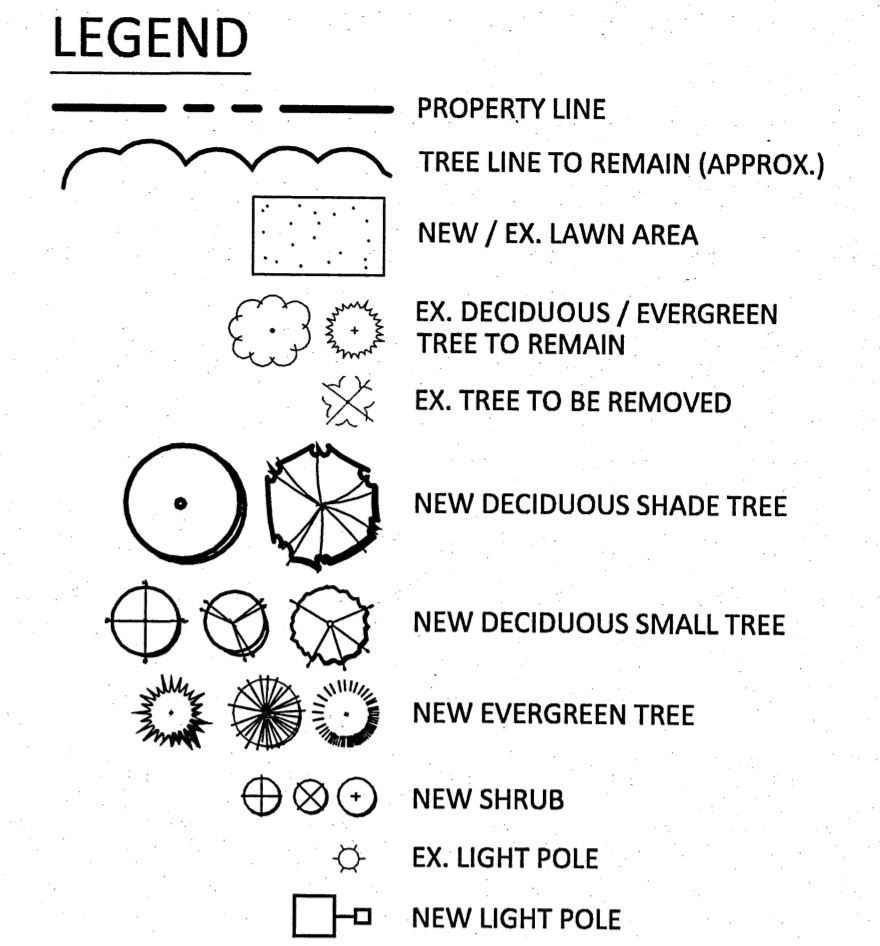 LEGEND
PROPERTY LINE
TREE LINE TO REMAIN (APPROX.)
NEW / EX. LAWN AREA
EX. DECIDUOUS / EVERGREEN
TREE TO REMAIN
EX. TREE TO BE REMOVED
NEW DECIDUOUS SHADE TREE
NEW DECIDUOUS SMALL TREE
NEW EVERGREEN TREE
NEW SHRUB
EX. LIGHT POLE
NEW LIGHT POLE